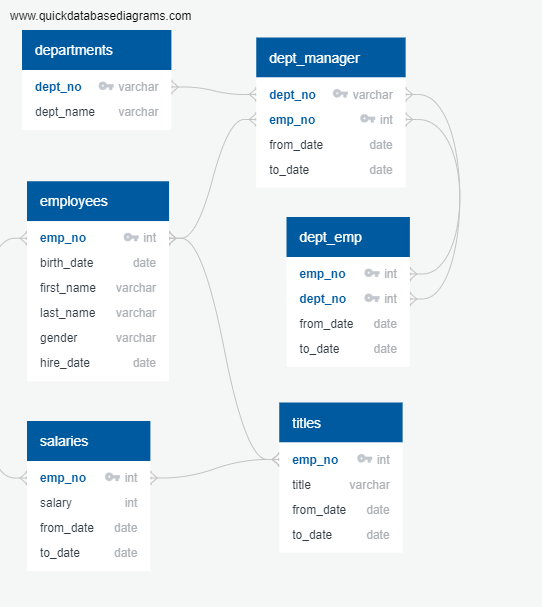 www.quickdatabasediagrams.com
departments
dept_no varchar
dept_name varchar
dept_manager
dept_no varchar
emp_no int
from_date date
to_date date
employees
emp_no int
birth_date date
first_name varchar
last_name varchar
gender varchar
hire_date date
dept_emp
emp_no int
dept_no int
from_date date
to_date date
salaries
emp_no int
salary int
from_date date
to_date date
titles
emp_no int
title varchar
from_date date
to_date date